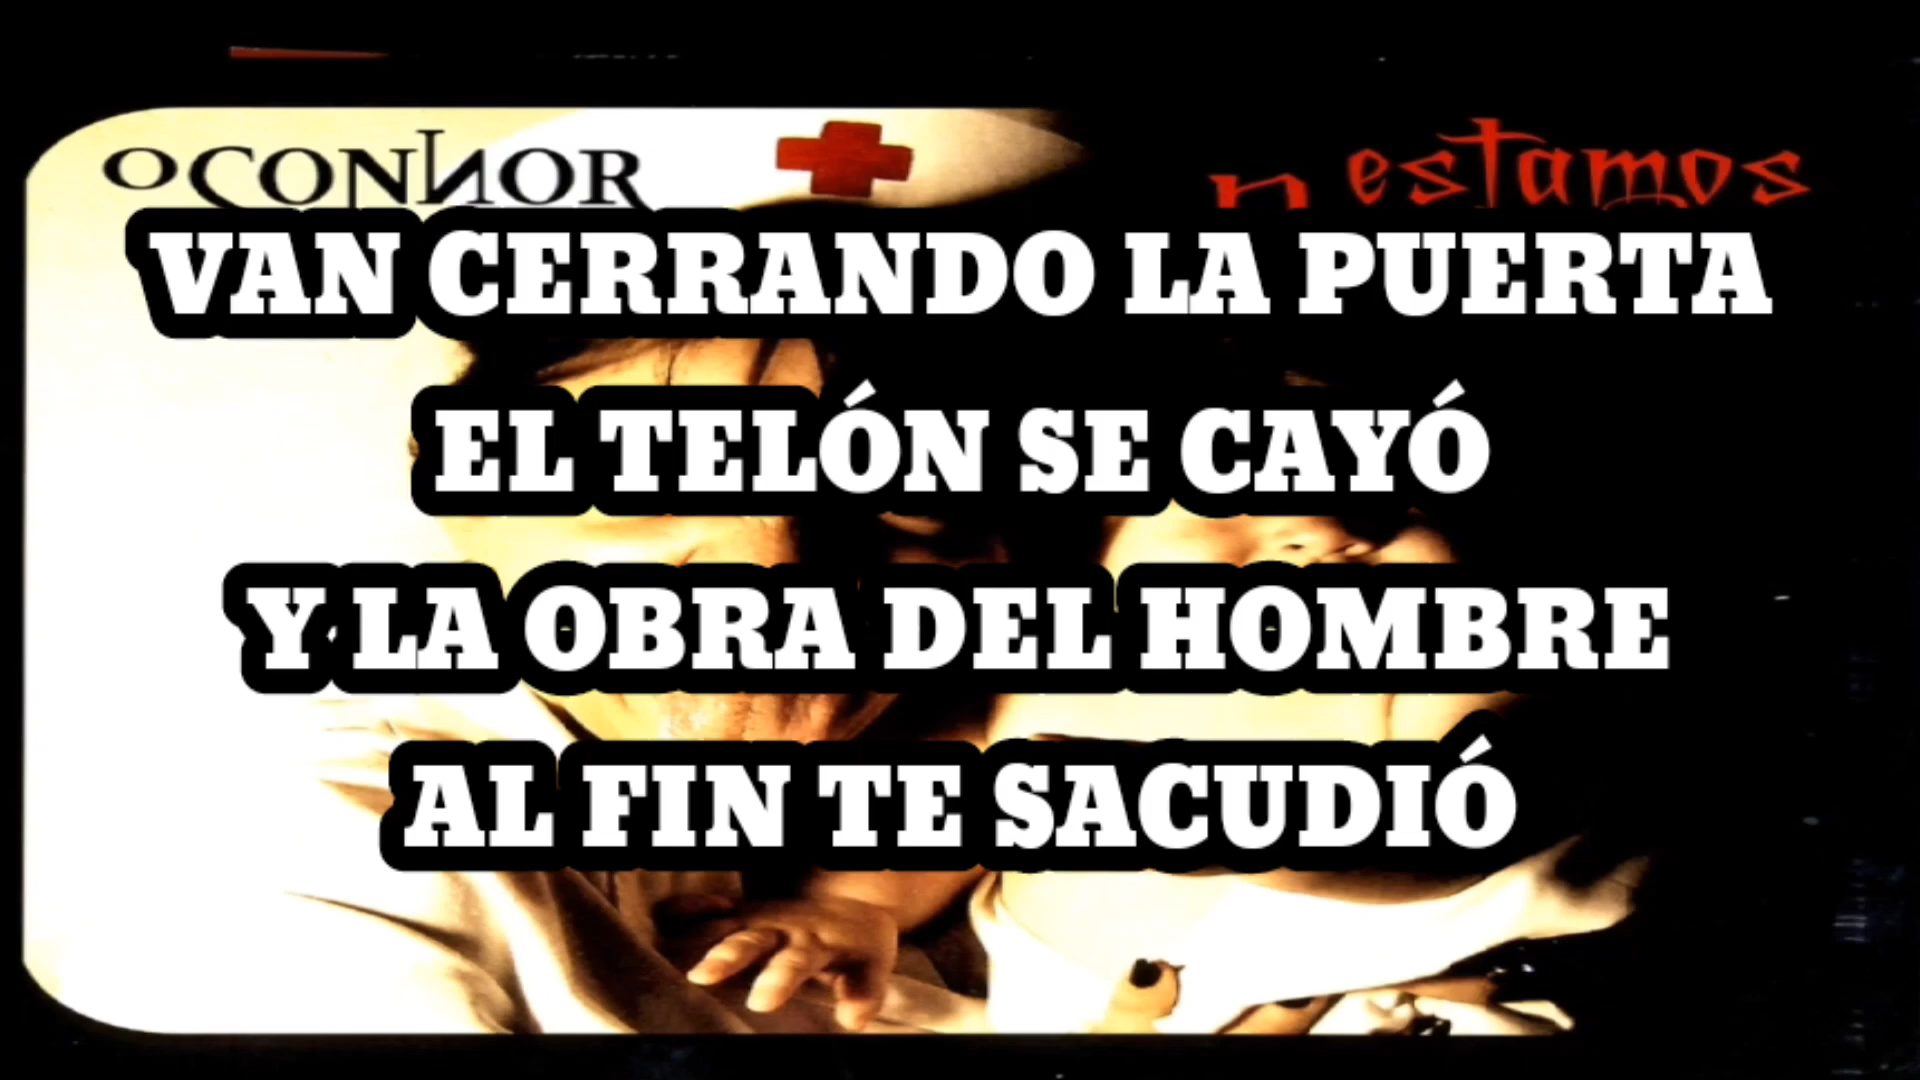 OCONNOR
estamos
VAN CERRANDO LA PUERTA
EL TELÓN SE CAYÓ
Y LA OBRA DEL HOMBRE
AL FIN TE SACUDIÓ